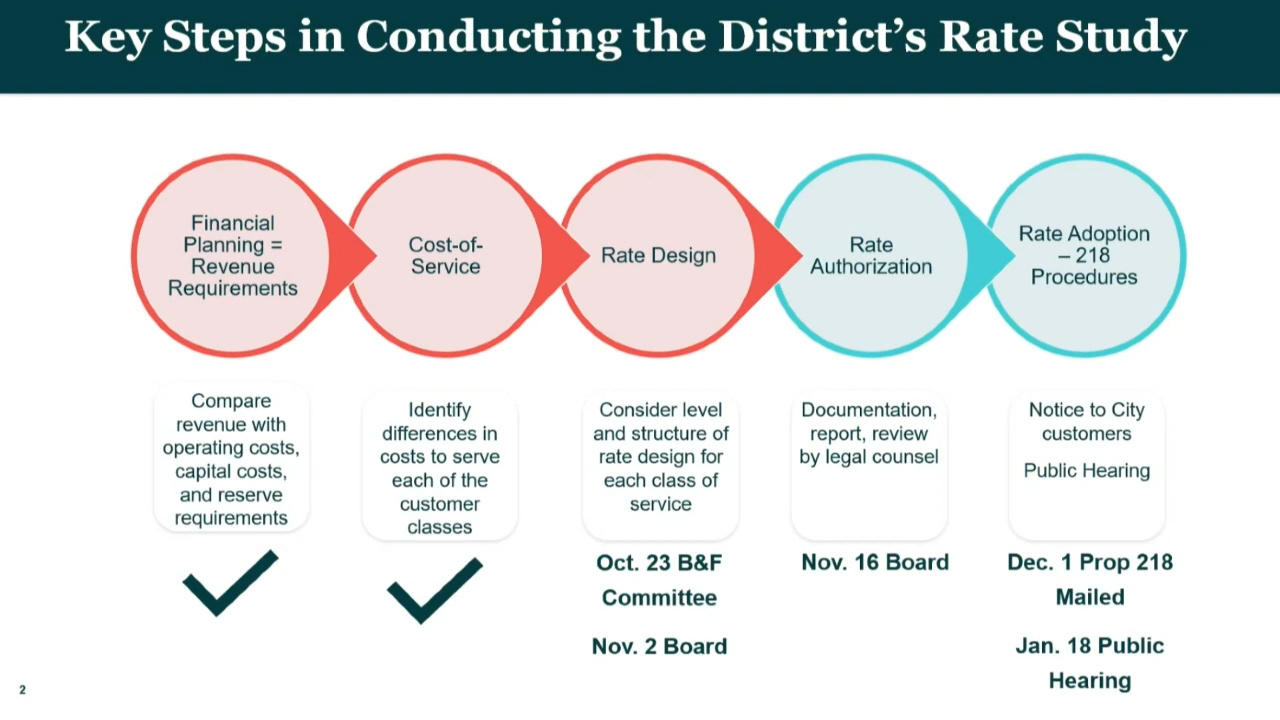 Key Steps in Conducting the District’s Rate Study
Financial
Planning =
Revenue
Requirements
Cost-of-
Service
Rate Design
Rate
Authorization
Rate Adoption
– 218
Procedures
Compare
revenue with
operating costs,
capital costs,
and reserve
requirements
Identify
differences in
costs to serve
each of the
customer
classes
Consider level
and structure of
rate design for
each class of
service
Documentation,
report, review
by legal counsel
Notice to City
customers
Public Hearing
Oct. 23 B&F
Committee
Nov. 2 Board
Nov. 16 Board
Dec. 1 Prop 218
Mailed
Jan. 18 Public
Hearing
2